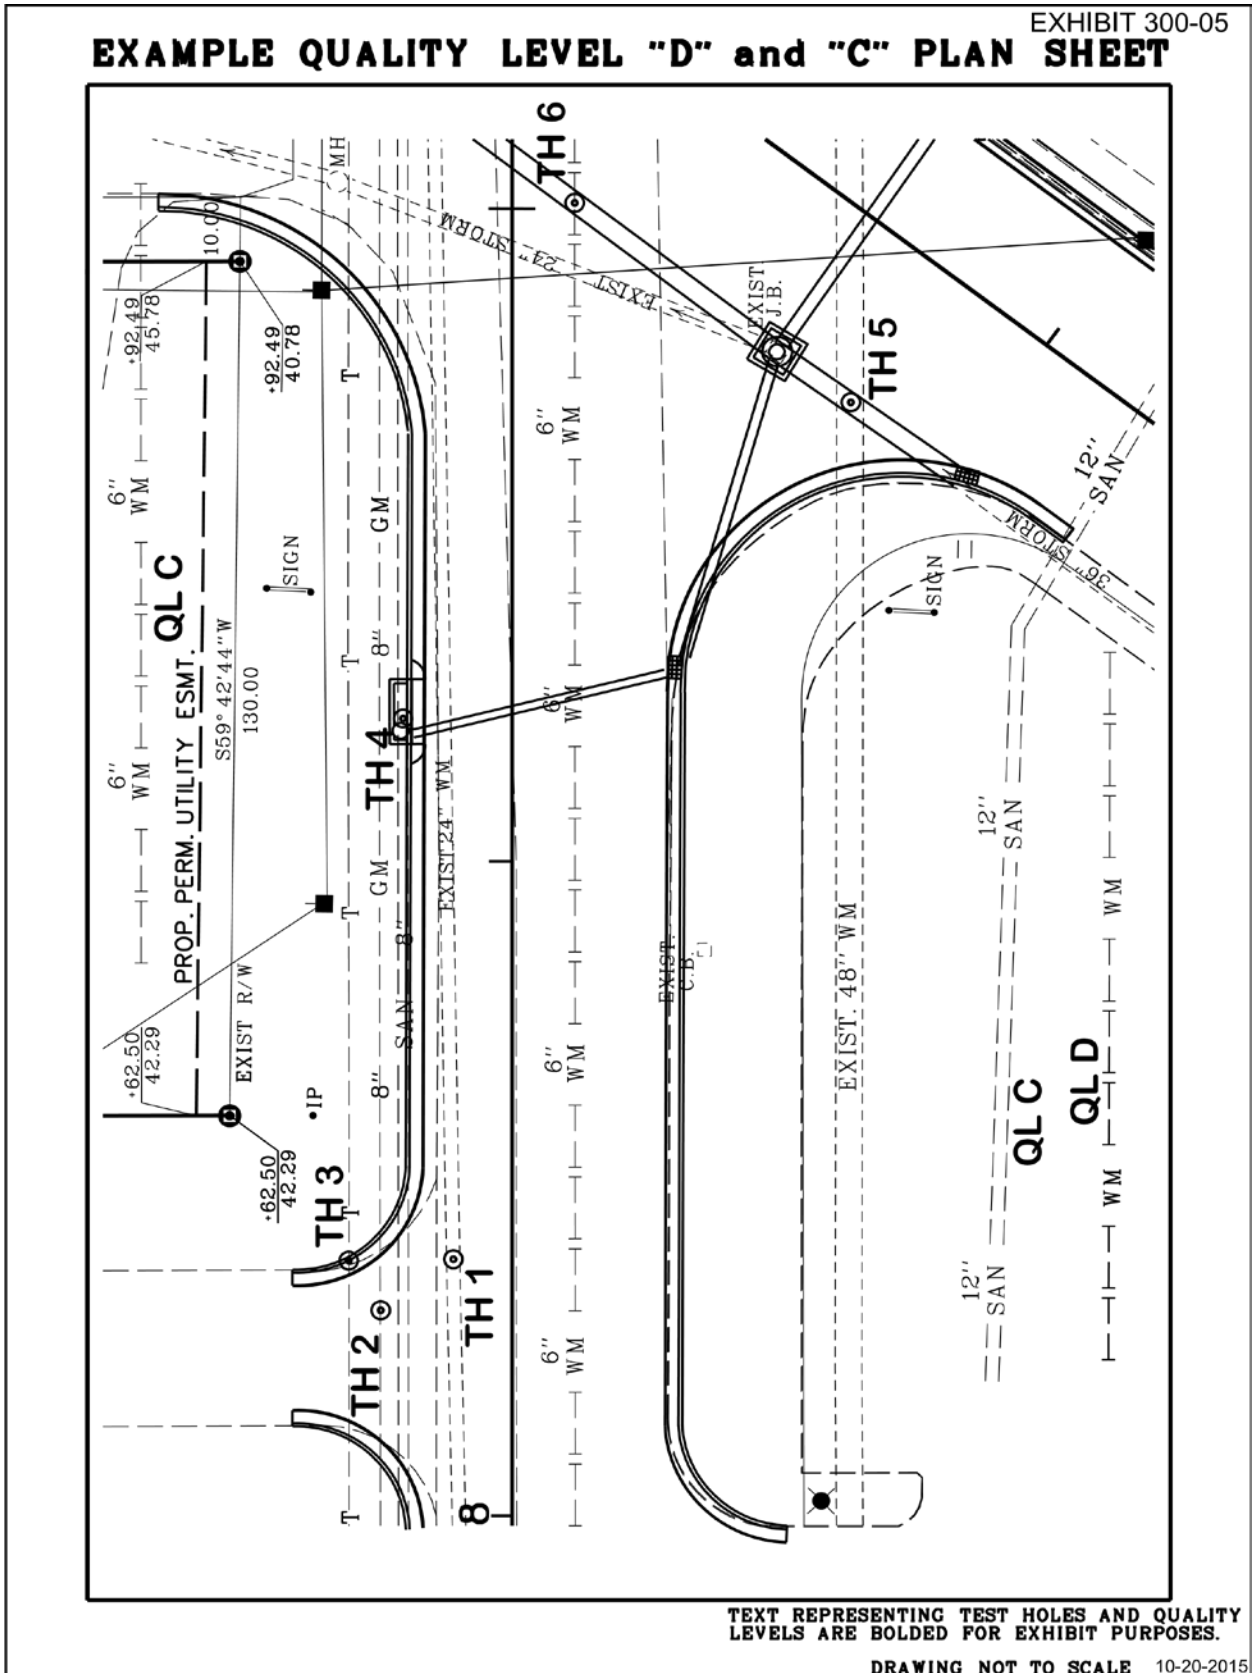 EXHIBIT 300-05
EXAMPLE QUALITY LEVEL "D" and "C" PLAN SHEET
TH 6
MH
10.00
EXIST 24" STORM
+92.49
45.78
+92.49
40.78
EXIST
J.B.
TH 5
T
6"
WM
6"
WM
GM
12"
SAN
36" STORM
QL C
SIGN
SIGN
S59°42'44"W
130.00
T
8"
6"
WM
TH 4
6"
WM
PROP. PERM. UTILITY ESMT.
EXIST 24" WM
12"
SAN
GM
T
8"
SAN
WM
EXIST.
C.B.
EXIST. 48" WM
EXIST R/W
+62.50
42.29
8"
IP
6"
WM
QL C
QL D
+62.50
42.29
TH 3
T
WM
TH 1
12"
SAN
TH 2
6"
WM
T
8
TEXT REPRESENTING TEST HOLES AND QUALITY
LEVELS ARE BOLDED FOR EXHIBIT PURPOSES.
DRAWING NOT TO SCALE 10-20-2015